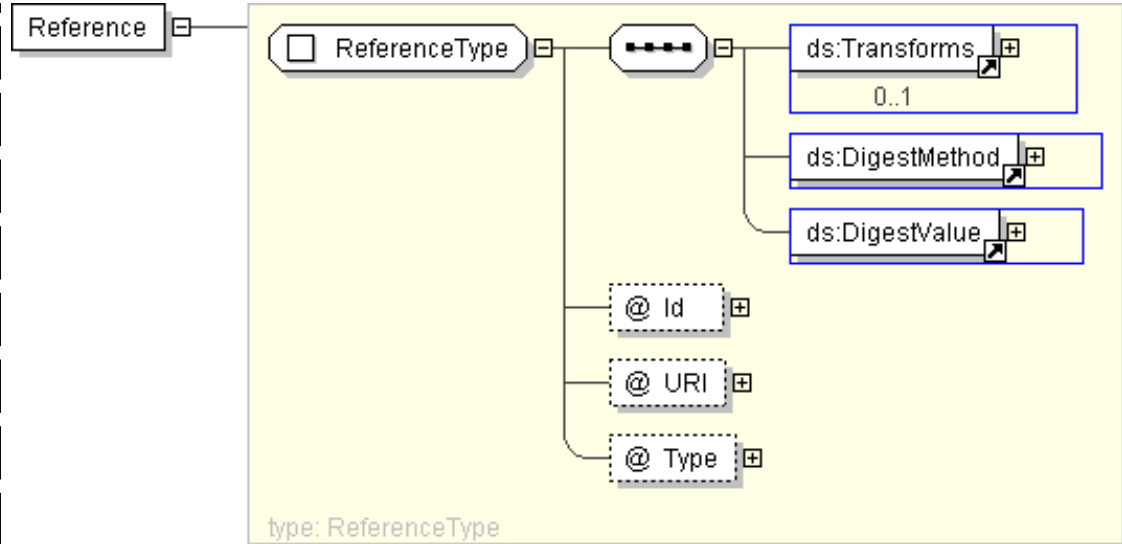 Reference
ReferenceType
ds:Transforms
0..1
ds:DigestMethod
ds:DigestValue
@ Id
@ URI
@ Type
type: ReferenceType